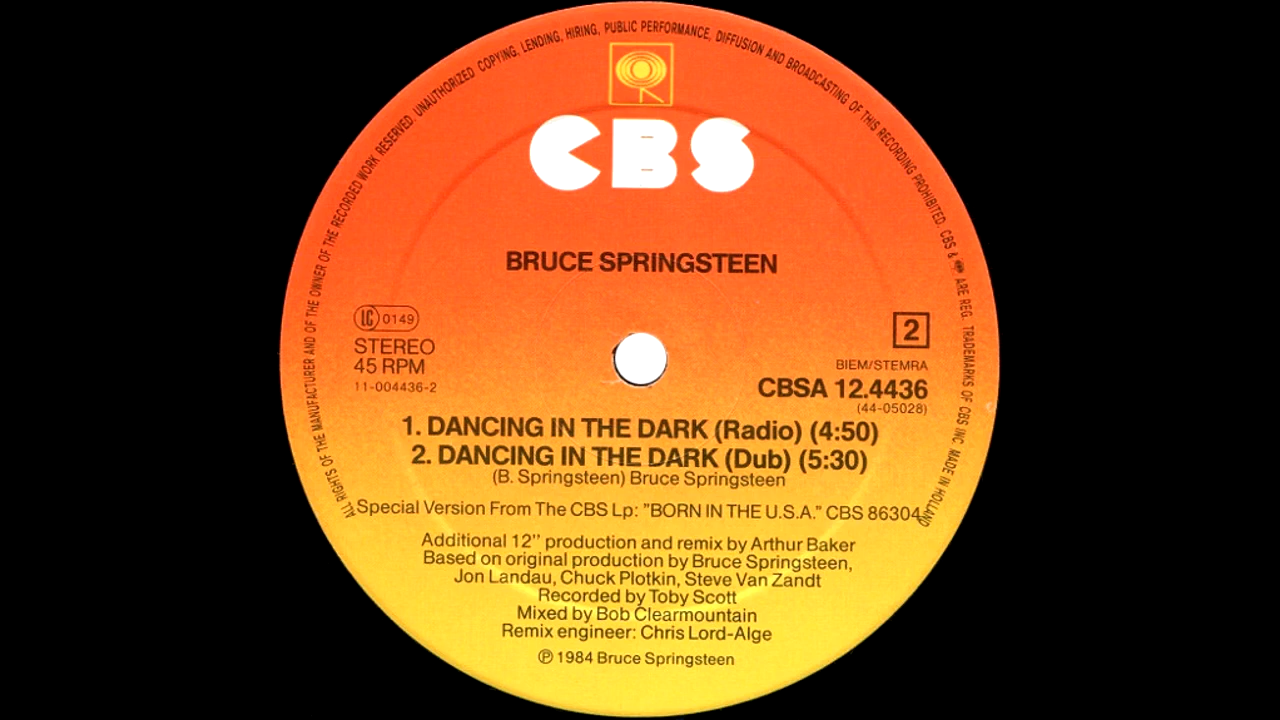 ALL RIGHTS OF THE MANUFACTURER AND OF THE OWNER OF THE RECORDED WORK RESERVED. UNAUTHORIZED COPYING, LENDING, HIRING, PUBLIC PERFORMANCE, DIFFUSION AND BROADCASTING OF THIS RECORDING PROHIBITED. CBS & ARE REG. TRADEMARKS OF CBS INC. MADE IN HOLLAND
CBS
BRUCE SPRINGSTEEN
LC 0149
STEREO
45 RPM
11-004436-2
2
BIEM/STEMRA
CBSA 12.4436
(44-05028)
1. DANCING IN THE DARK (Radio) (4:50)
2. DANCING IN THE DARK (Dub) (5:30)
(B. Springsteen) Bruce Springsteen
Special Version From The CBS Lp: "BORN IN THE U.S.A." CBS 86304
Additional 12'' production and remix by Arthur Baker
Based on original production by Bruce Springsteen,
Jon Landau, Chuck Plotkin, Steve Van Zandt
Recorded by Toby Scott
Mixed by Bob Clearmountain
Remix engineer: Chris Lord-Alge
℗ 1984 Bruce Springsteen